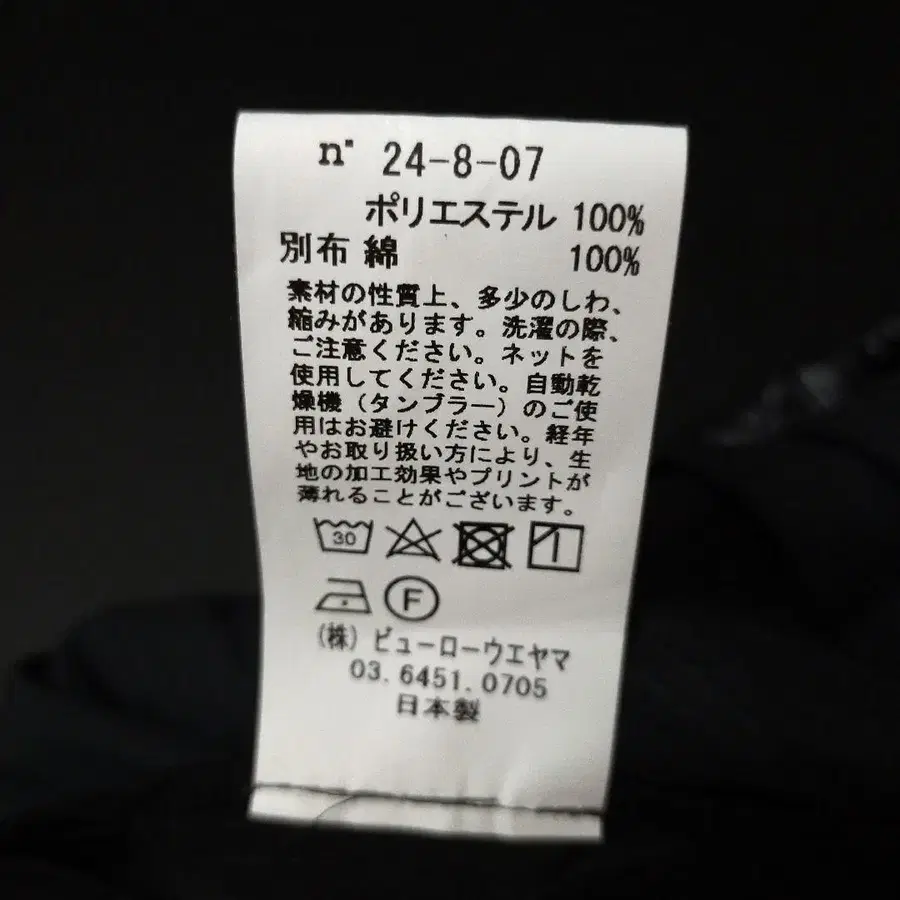 n° 24-8-07
ポリエステル 100%
別布 綿 100%
素材の性質上、多少のしわ、
縮みがあります。洗濯の際、
ご注意ください。ネットを
使用してください。自動乾
燥機（タンブラー）のご使
用はお避けください。経年
やお取り扱い方により、生
地の加工効果やプリントが
薄れることがございます。
30
F
(株) ビューローウエヤマ
03.6451.0705
日本製